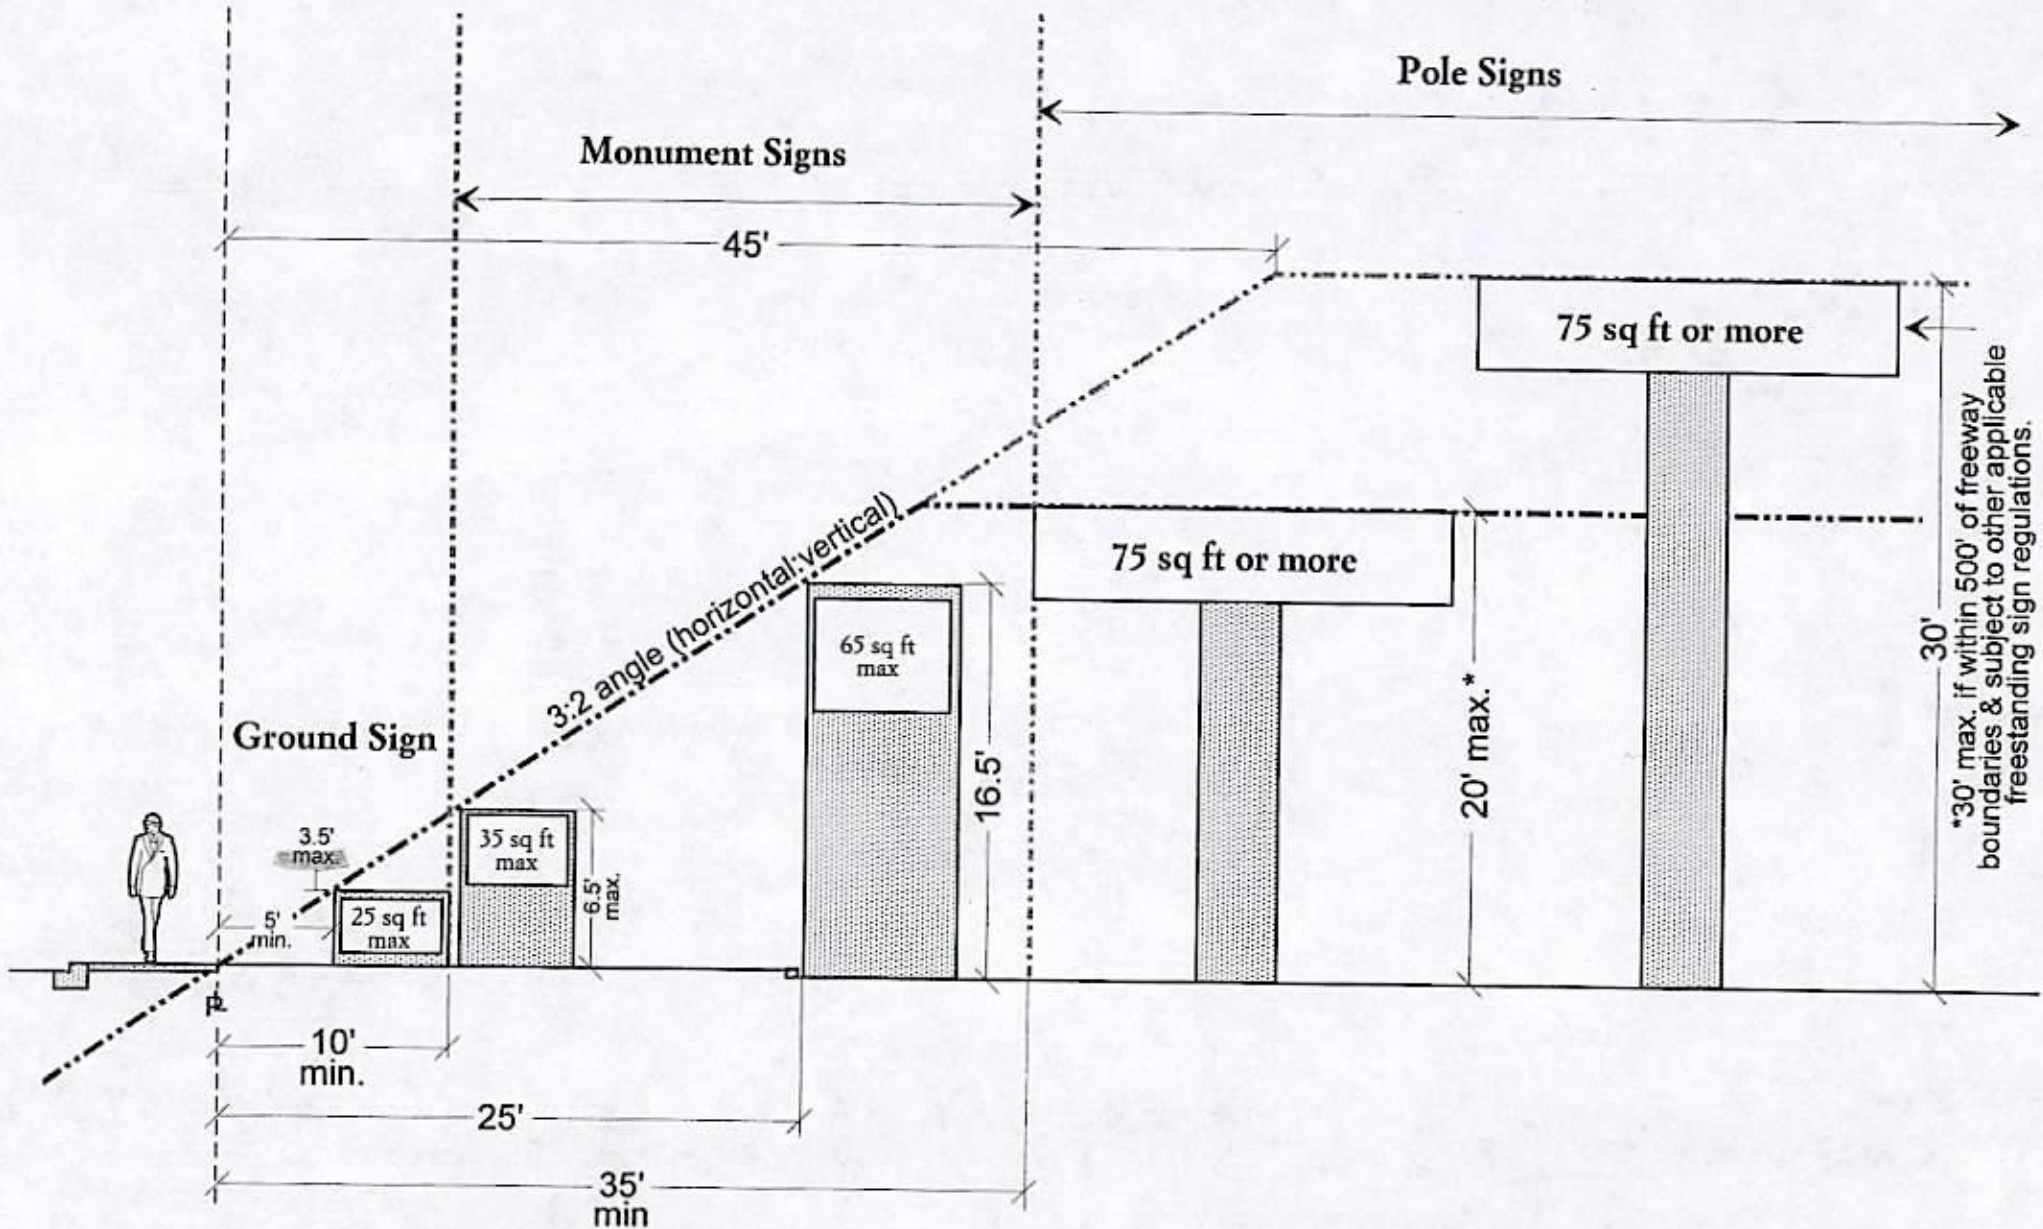 Pole Signs
Monument Signs
45'
75 sq ft or more
3:2 angle (horizontal:vertical)
75 sq ft or more
65 sq ft
max
Ground Sign
16.5'
20' max.*
30'
*30' max. if within 500' of freeway
boundaries & subject to other applicable
freestanding sign regulations.
3.5'
max.
35 sq ft
max
6.5'
max.
5'
min.
25 sq ft
max
PL
10'
min.
25'
35'
min